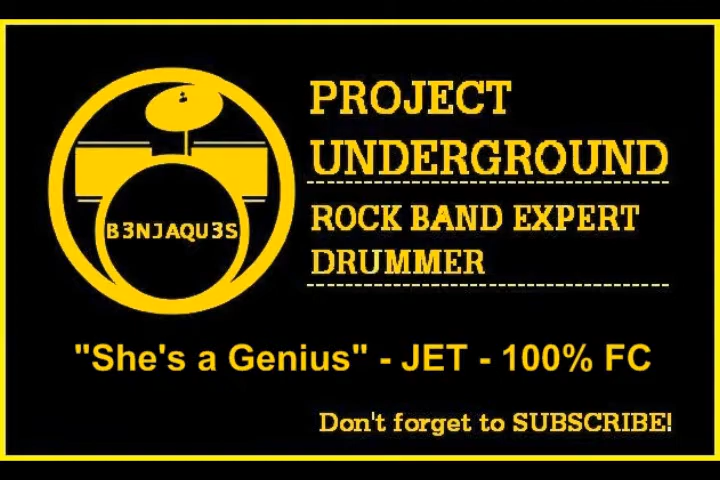 PROJECT
UNDERGROUND
ROCK BAND EXPERT
DRUMMER
B3NJAQU3S
"She's a Genius" - JET - 100% FC
Don't forget to SUBSCRIBE!